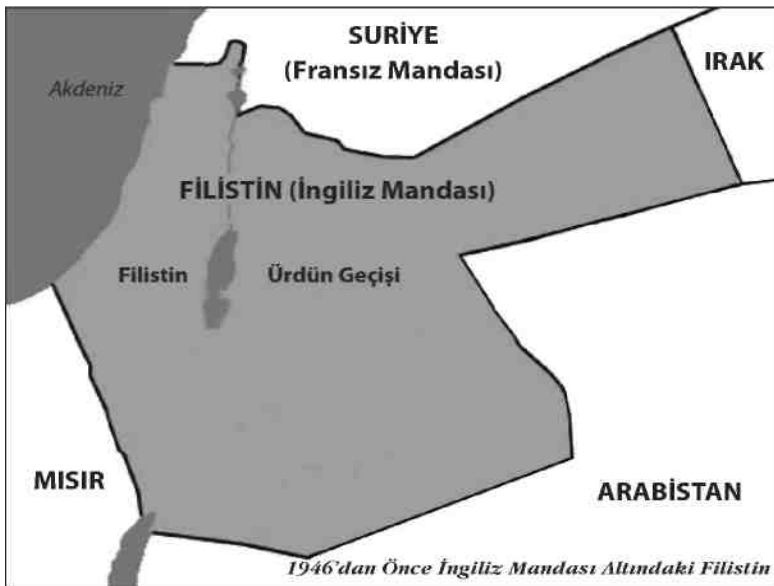 SURİYE
(Fransız Mandası)
IRAK
Akdeniz
FİLİSTİN (İngiliz Mandası)
Filistin
Ürdün Geçişi
MISIR
ARABİSTAN
1946'dan Önce İngiliz Mandası Altındaki Filistin